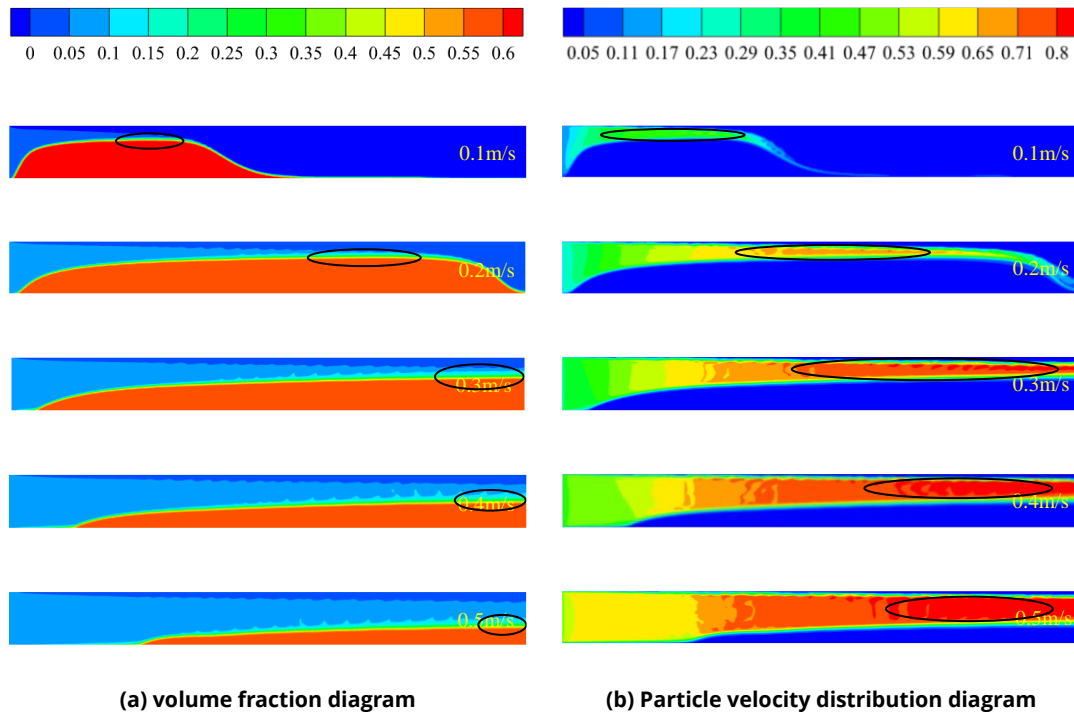 0 0.05 0.1 0.15 0.2 0.25 0.3 0.35 0.4 0.45 0.5 0.55 0.6
0.05 0.11 0.17 0.23 0.29 0.35 0.41 0.47 0.53 0.59 0.65 0.71 0.8
0.1m/s
0.1m/s
0.2m/s
0.2m/s
0.3m/s
0.3m/s
0.4m/s
0.4m/s
0.5m/s
0.5m/s
(a) volume fraction diagram
(b) Particle velocity distribution diagram